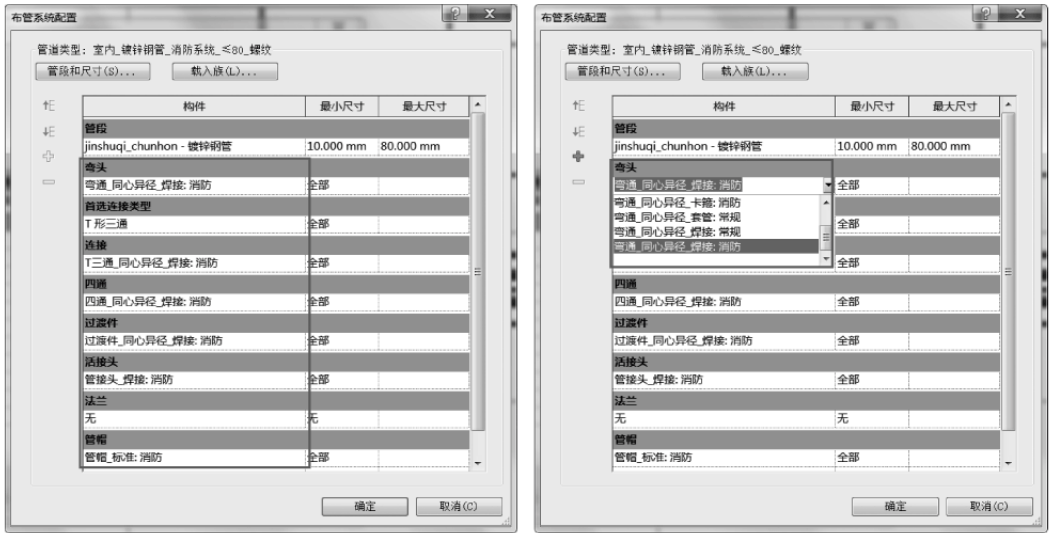 布管系统配置
管道类型：室内_镀锌钢管_消防系统_≤80_螺纹
管段和尺寸(S)... 载入族(L)...
构件 最小尺寸 最大尺寸
管段
jinshuqi_chunhon - 镀锌钢管 10.000 mm 80.000 mm
弯头
弯通_同心异径_焊接: 消防 全部
首选连接类型
T 形三通 全部
连接
T三通_同心异径_焊接: 消防 全部
四通
四通_同心异径_焊接: 消防 全部
过渡件
过渡件_同心异径_焊接: 消防 全部
活接头
管接头_焊接: 消防 全部
法兰
无 无
管帽
管帽_标准: 消防 全部
确定 取消(C)
布管系统配置
管道类型：室内_镀锌钢管_消防系统_≤80_螺纹
管段和尺寸(S)... 载入族(L)...
构件 最小尺寸 最大尺寸
管段
jinshuqi_chunhon - 镀锌钢管 10.000 mm 80.000 mm
弯头
弯通_同心异径_焊接: 消防 全部
弯通_同心异径_卡箍: 消防
弯通_同心异径_套管: 常规
全部
弯通_同心异径_焊接: 常规
弯通_同心异径_焊接: 消防
全部
四通
四通_同心异径_焊接: 消防 全部
过渡件
过渡件_同心异径_焊接: 消防 全部
活接头
管接头_焊接: 消防 全部
法兰
无 无
管帽
管帽_标准: 消防 全部
确定 取消(C)